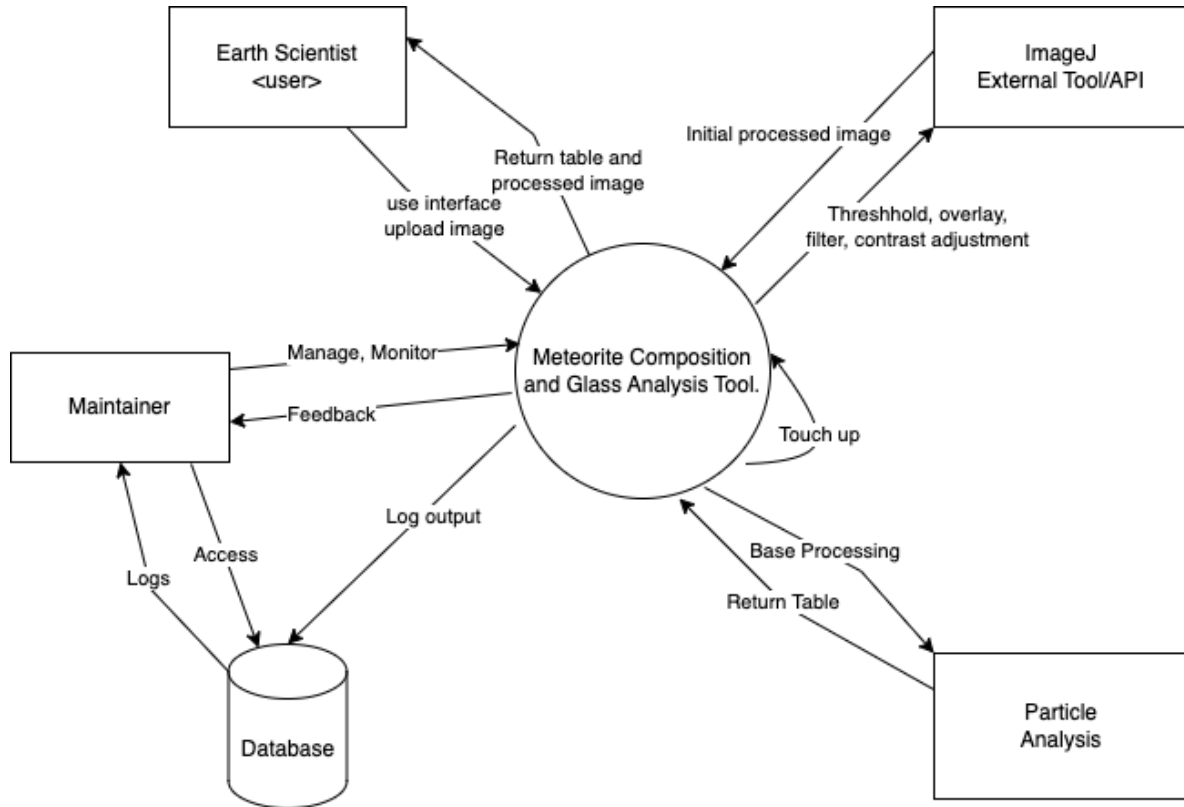 Earth Scientist
<user>
ImageJ
External Tool/API
Initial processed image
Return table and
processed image
use interface
upload image
Threshhold, overlay,
filter, contrast adjustment
Manage, Monitor
Meteorite Composition
and Glass Analysis Tool.
Maintainer
Feedback
Touch up
Log output
Access
Logs
Base Processing
Return Table
Database
Particle
Analysis